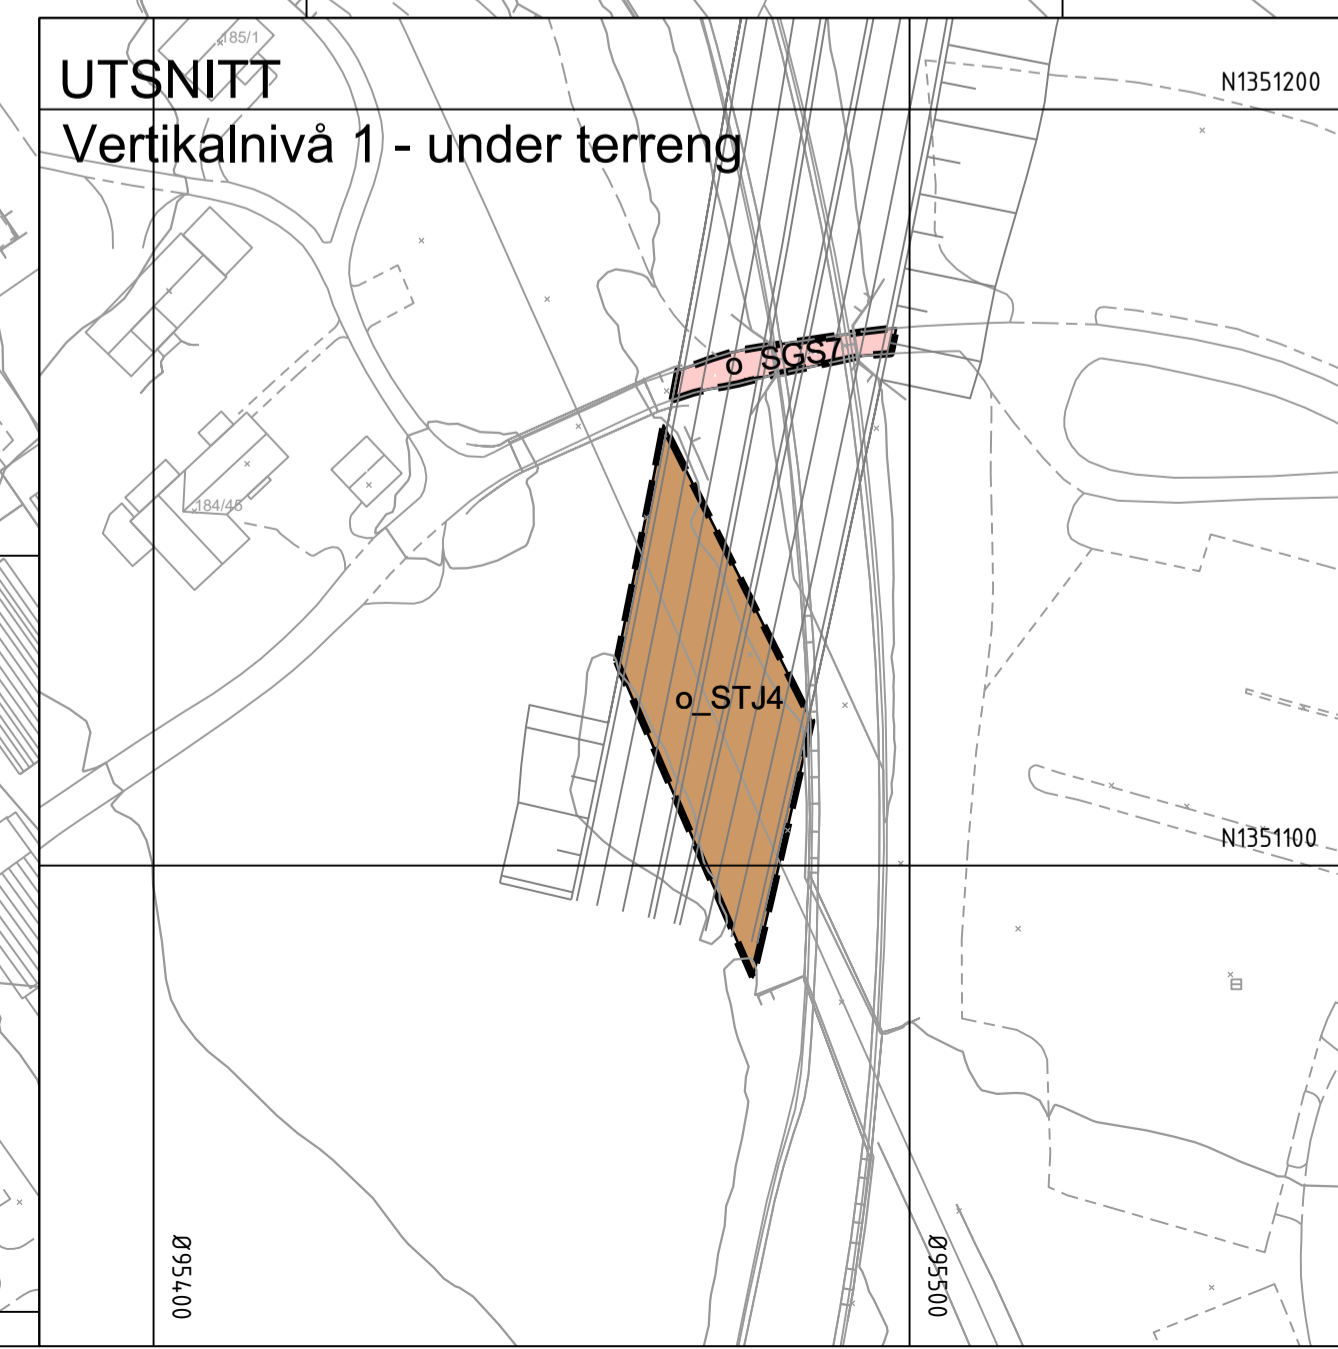 185/1
UTSNITT
N1351200
Vertikalnivå 1 - under terreng
o_SGS7
184/45
o_STJ4
N1351100
Ø95400
Ø95500